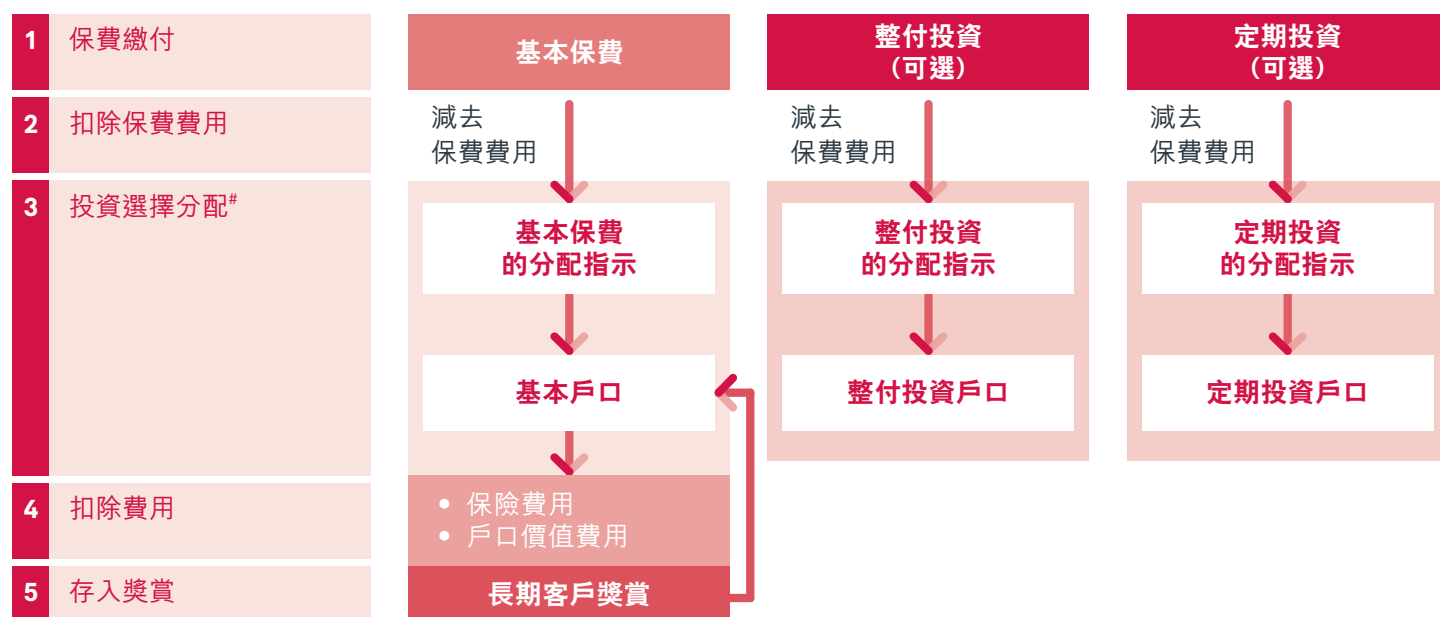 1 保費繳付
基本保費
整付投資
（可選）
定期投資
（可選）
2 扣除保費費用
減去
保費費用
減去
保費費用
減去
保費費用
3 投資選擇分配#
基本保費
的分配指示
整付投資
的分配指示
定期投資
的分配指示
基本戶口
整付投資戶口
定期投資戶口
4 扣除費用
• 保險費用
• 戶口價值費用
5 存入獎賞
長期客戶獎賞